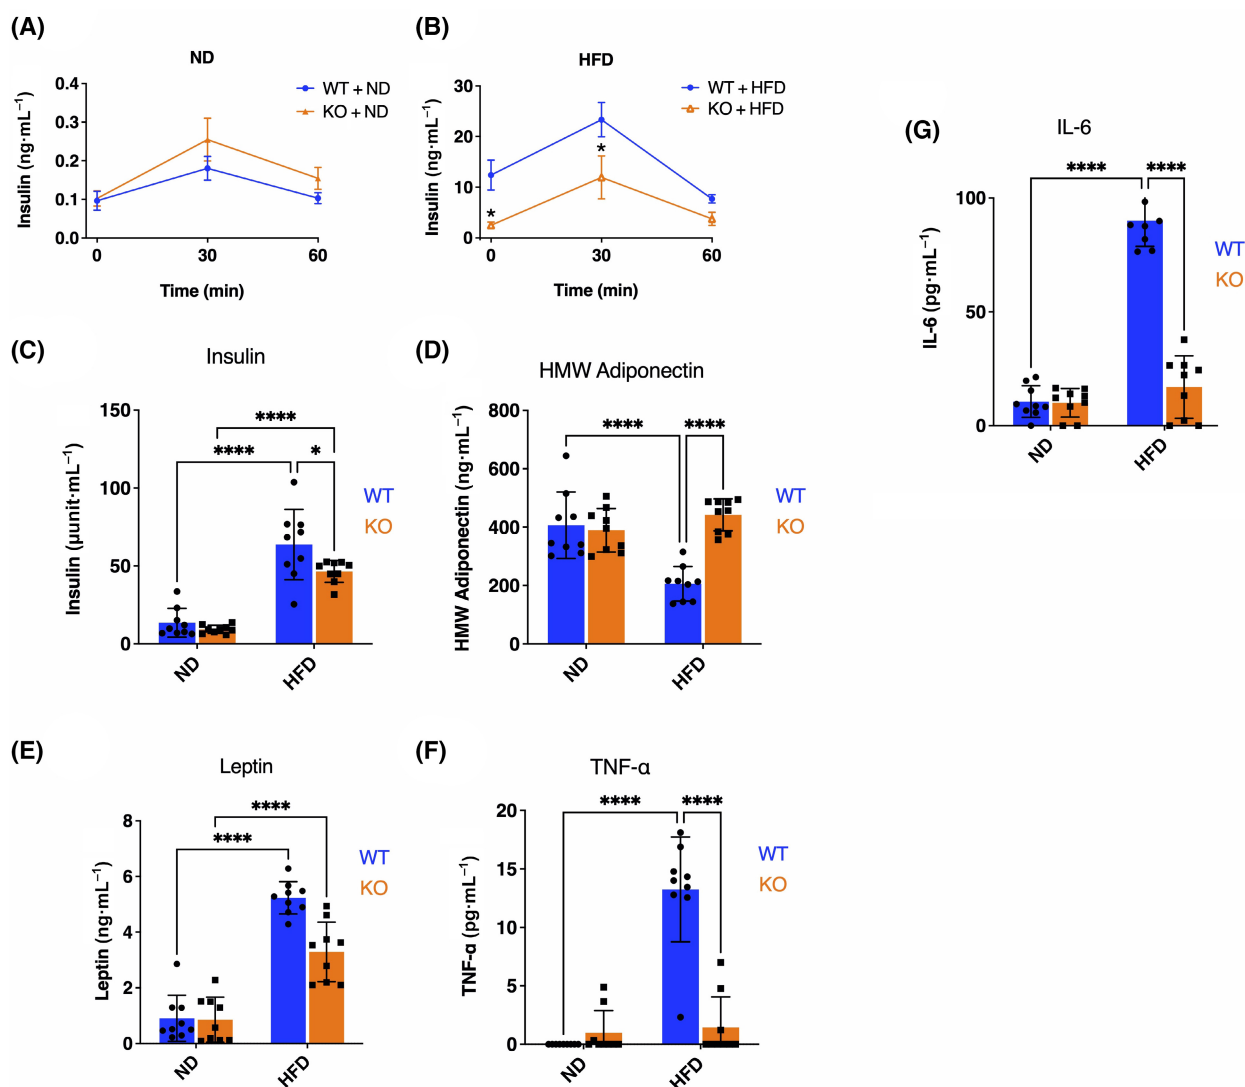 (A)
ND
0.4
0.3
0.2
0.1
0.0
Insulin (ng·mL⁻¹)
0 30 60
Time (min)
WT + ND
KO + ND
(B)
HFD
30
20
10
0
Insulin (ng·mL⁻¹)
*
*
0 30 60
Time (min)
WT + HFD
KO + HFD
(G)
IL-6
**** ****
100
50
0
IL-6 (pg·mL⁻¹)
ND HFD
WT
KO
(C)
Insulin
150
100
50
0
Insulin (µunit·mL⁻¹)
****
**** *
ND HFD
WT
KO
(D)
HMW Adiponectin
800
600
400
200
0
HMW Adiponectin (ng·mL⁻¹)
**** ****
ND HFD
WT
KO
(E)
Leptin
8
6
4
2
0
Leptin (ng·mL⁻¹)
****
****
ND HFD
WT
KO
(F)
TNF-α
20
15
10
5
0
TNF-α (pg·mL⁻¹)
**** ****
ND HFD
WT
KO